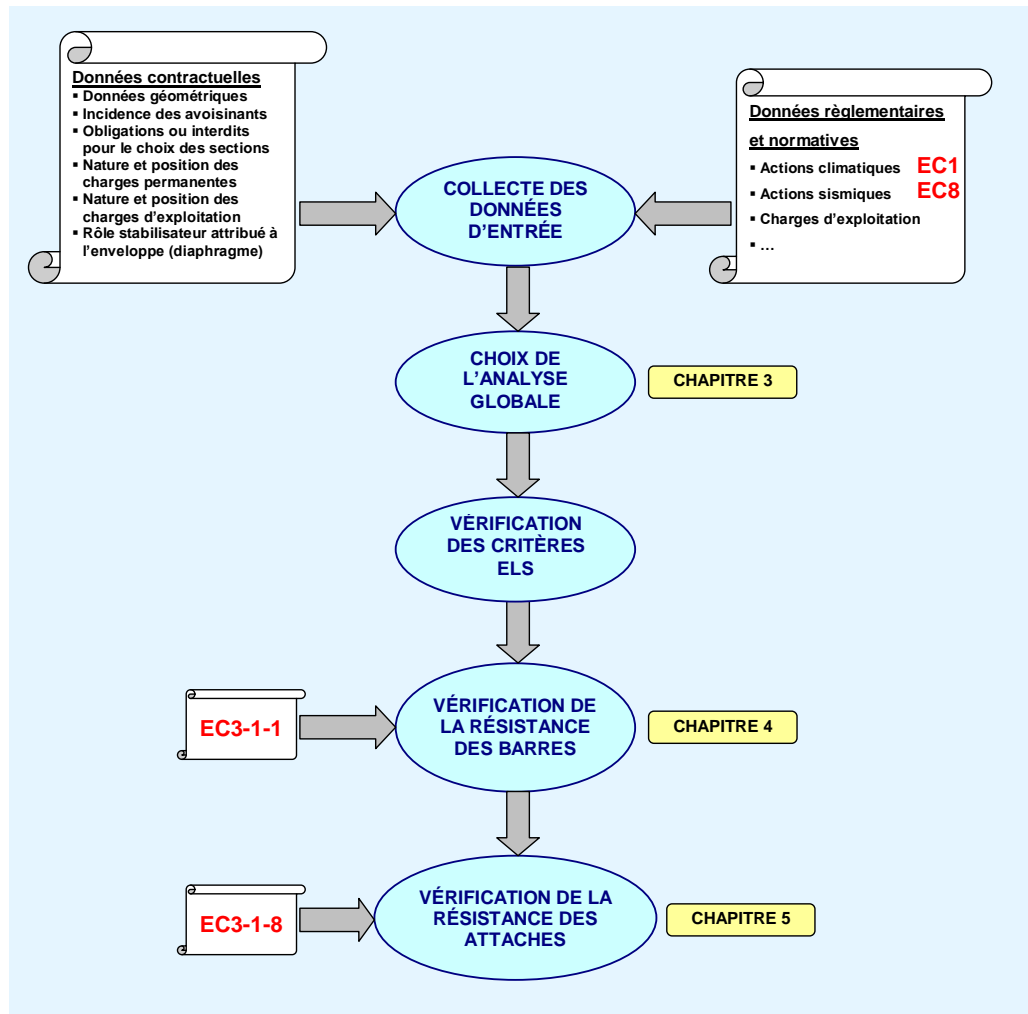 Données contractuelles
▪ Données géométriques
▪ Incidence des avoisinants
▪ Obligations ou interdits
pour le choix des sections
▪ Nature et position des
charges permanentes
▪ Nature et position des
charges d'exploitation
▪ Rôle stabilisateur attribué à
l'enveloppe (diaphragme)
Données règlementaires
et normatives
▪ Actions climatiques EC1
▪ Actions sismiques EC8
▪ Charges d'exploitation
▪ …
COLLECTE DES
DONNÉES
D'ENTRÉE
CHOIX DE
L'ANALYSE
GLOBALE
CHAPITRE 3
VÉRIFICATION
DES CRITÈRES
ELS
EC3-1-1
VÉRIFICATION DE
LA RÉSISTANCE
DES BARRES
CHAPITRE 4
EC3-1-8
VÉRIFICATION DE LA
RÉSISTANCE DES
ATTACHES
CHAPITRE 5